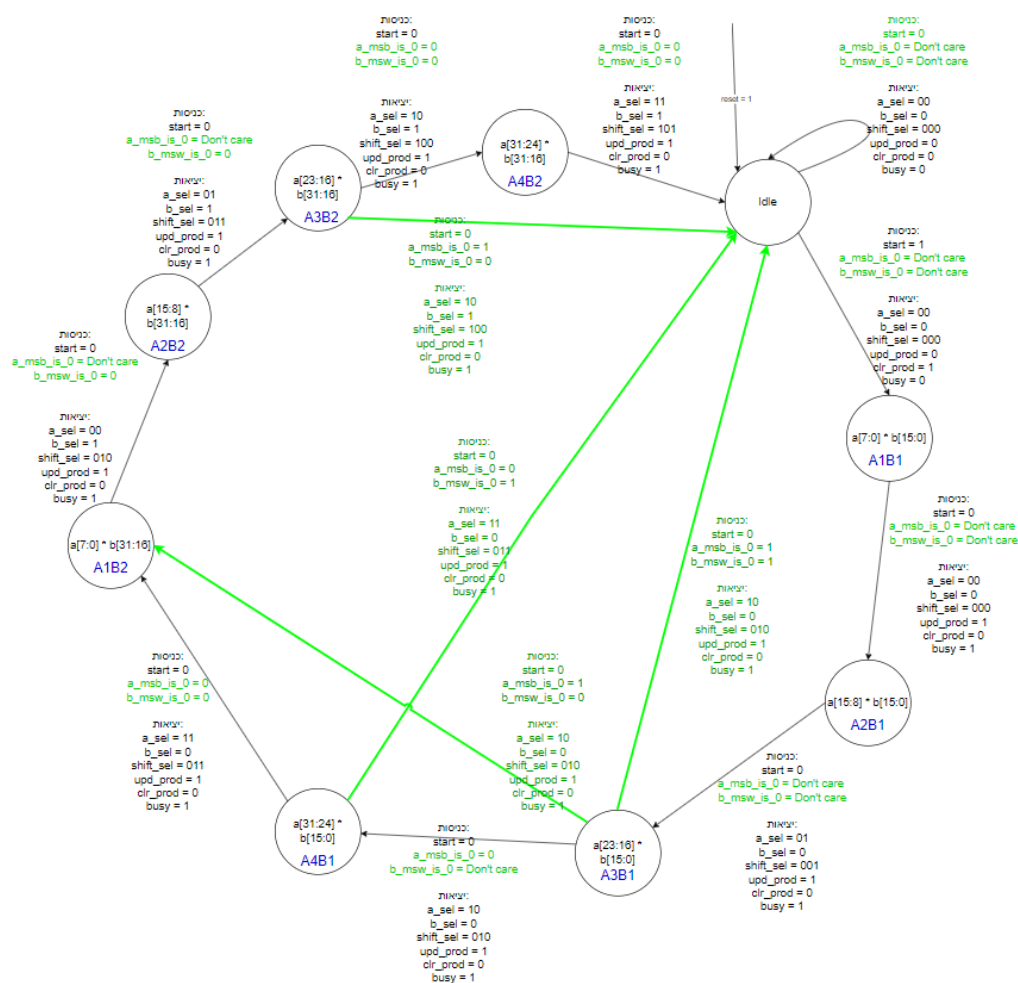 כניסות:
start = 0
a_msb_is_0 = 0
b_msw_is_0 = 0
יציאות:
a_sel = 10
b_sel = 1
shift_sel = 100
upd_prod = 1
clr_prod = 0
busy = 1
כניסות:
start = 0
a_msb_is_0 = 0
b_msw_is_0 = 0
יציאות:
a_sel = 11
b_sel = 1
shift_sel = 101
upd_prod = 1
clr_prod = 0
busy = 1
reset = 1
כניסות:
start = 0
a_msb_is_0 = Don't care
b_msw_is_0 = Don't care
יציאות:
a_sel = 00
b_sel = 0
shift_sel = 000
upd_prod = 0
clr_prod = 0
busy = 0
כניסות:
start = 0
a_msb_is_0 = Don't care
b_msw_is_0 = 0
יציאות:
a_sel = 01
b_sel = 1
shift_sel = 011
upd_prod = 1
clr_prod = 0
busy = 1
a[23:16] *
b[31:16]
A3B2
a[31:24] *
b[31:16]
A4B2
Idle
כניסות:
start = 0
a_msb_is_0 = 1
b_msw_is_0 = 0
יציאות:
a_sel = 10
b_sel = 1
shift_sel = 100
upd_prod = 1
clr_prod = 0
busy = 1
כניסות:
start = 1
a_msb_is_0 = Don't care
b_msw_is_0 = Don't care
יציאות:
a_sel = 00
b_sel = 0
shift_sel = 000
upd_prod = 0
clr_prod = 1
busy = 0
a[15:8] *
b[31:16]
A2B2
כניסות:
start = 0
a_msb_is_0 = Don't care
b_msw_is_0 = 0
יציאות:
a_sel = 00
b_sel = 1
shift_sel = 010
upd_prod = 1
clr_prod = 0
busy = 1
a[7:0] * b[15:0]
A1B1
כניסות:
start = 0
a_msb_is_0 = 0
b_msw_is_0 = 1
יציאות:
a_sel = 11
b_sel = 0
shift_sel = 011
upd_prod = 1
clr_prod = 0
busy = 1
כניסות:
start = 0
a_msb_is_0 = 1
b_msw_is_0 = 1
יציאות:
a_sel = 10
b_sel = 0
shift_sel = 010
upd_prod = 1
clr_prod = 0
busy = 1
כניסות:
start = 0
a_msb_is_0 = Don't care
b_msw_is_0 = Don't care
יציאות:
a_sel = 00
b_sel = 0
shift_sel = 000
upd_prod = 1
clr_prod = 0
busy = 1
a[7:0] * b[31:16]
A1B2
כניסות:
start = 0
a_msb_is_0 = 0
b_msw_is_0 = 0
יציאות:
a_sel = 11
b_sel = 0
shift_sel = 011
upd_prod = 1
clr_prod = 0
busy = 1
כניסות:
start = 0
a_msb_is_0 = 1
b_msw_is_0 = 0
יציאות:
a_sel = 10
b_sel = 0
shift_sel = 010
upd_prod = 1
clr_prod = 0
busy = 1
a[15:8] * b[15:0]
A2B1
כניסות:
start = 0
a_msb_is_0 = Don't care
b_msw_is_0 = Don't care
יציאות:
a_sel = 01
b_sel = 0
shift_sel = 001
upd_prod = 1
clr_prod = 0
busy = 1
a[31:24] *
b[15:0]
A4B1
כניסות:
start = 0
a_msb_is_0 = 0
b_msw_is_0 = Don't care
יציאות:
a_sel = 10
b_sel = 0
shift_sel = 010
upd_prod = 1
clr_prod = 0
busy = 1
a[23:16] *
b[15:0]
A3B1